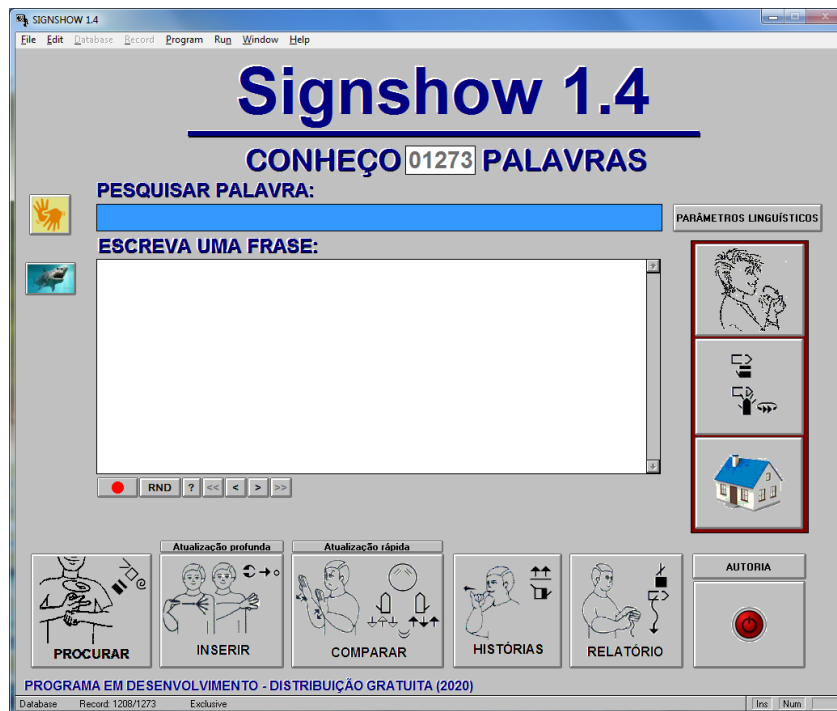 SIGNSHOW 1.4
File Edit Database Record Program Run Window Help
Signshow 1.4
CONHEÇO 01273 PALAVRAS
PESQUISAR PALAVRA:
PARÂMETROS LINGUÍSTICOS
ESCREVA UMA FRASE:
RND ? << < > >>
Atualização profunda Atualização rápida
AUTORIA
PROCURAR INSERIR COMPARAR HISTÓRIAS RELATÓRIO
PROGRAMA EM DESENVOLVIMENTO - DISTRIBUIÇÃO GRATUITA (2020)
Database Record: 1208/1273 Exclusive Ins Num